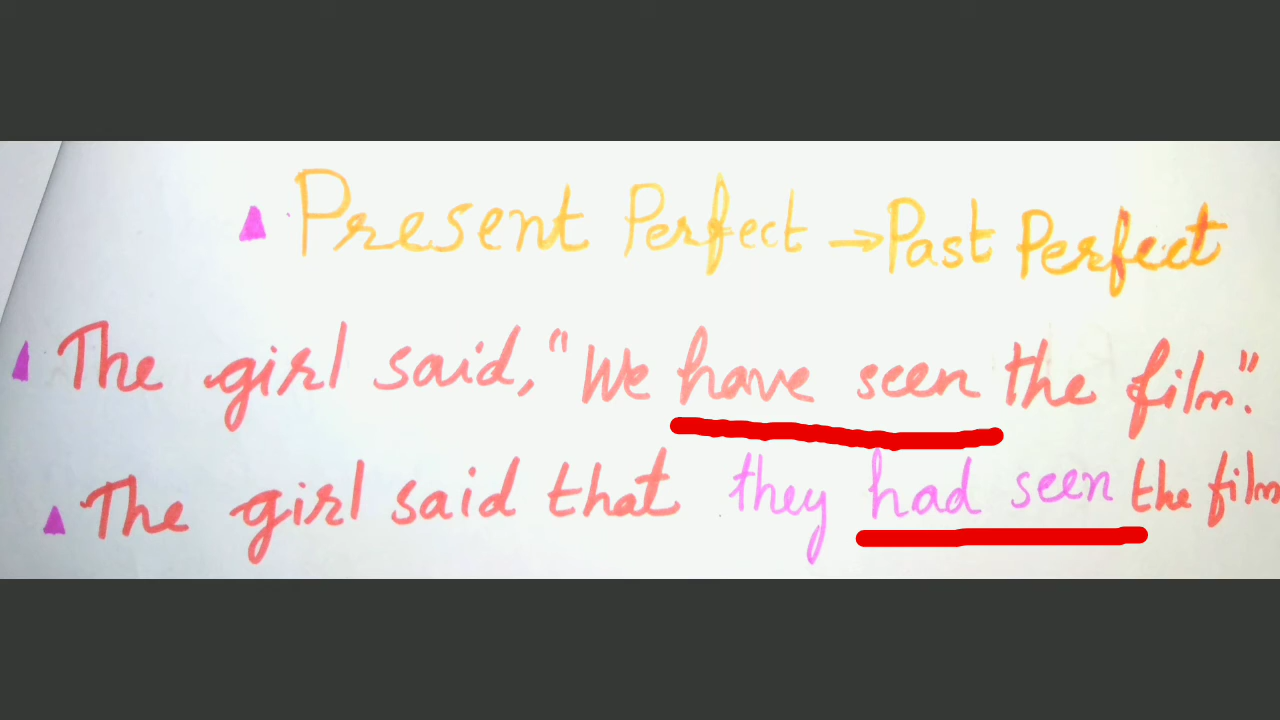 Present Perfect → Past Perfect
The girl said, "We have seen the film".
The girl said that they had seen the film